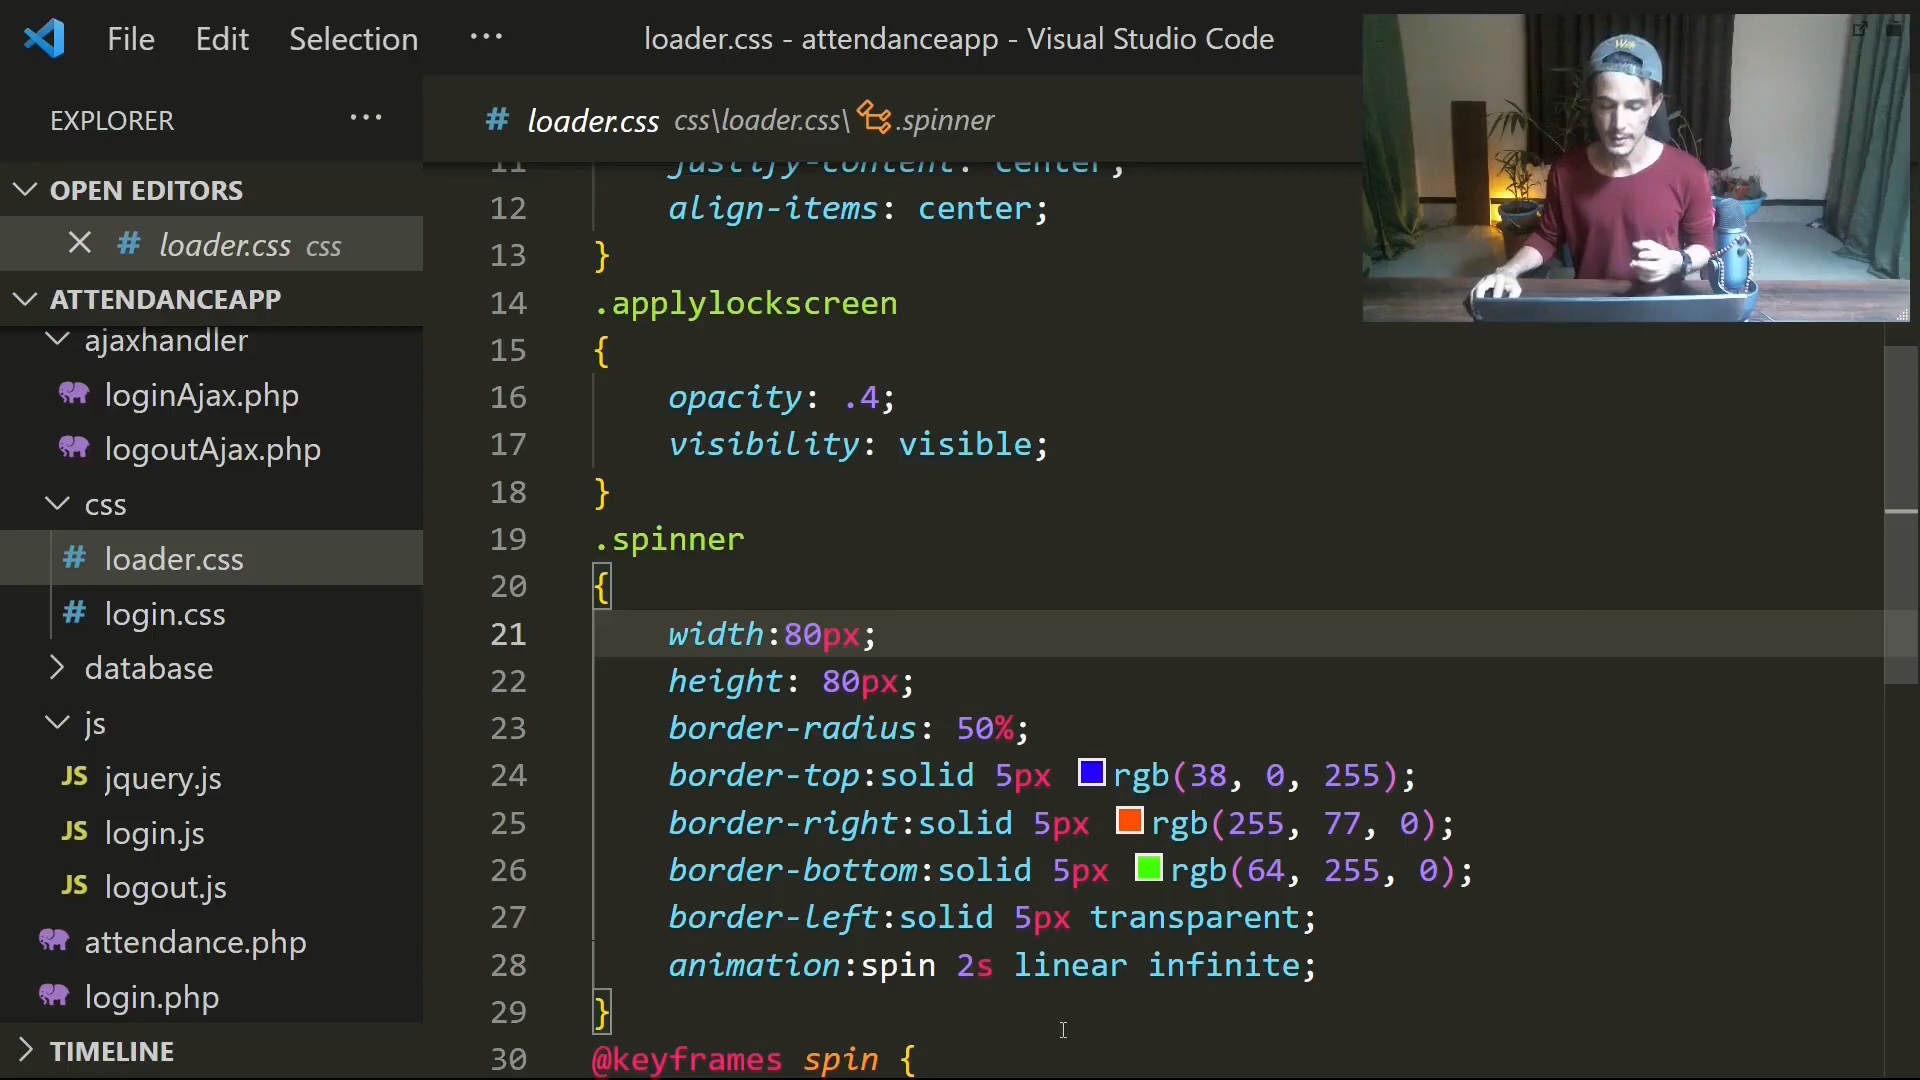 File Edit Selection ··· loader.css - attendanceapp - Visual Studio Code
EXPLORER ···
# loader.css css\loader.css\ .spinner
OPEN EDITORS
# loader.css css
ATTENDANCEAPP
ajaxhandler
loginAjax.php
logoutAjax.php
css
# loader.css
# login.css
database
js
JS jquery.js
JS login.js
JS logout.js
attendance.php
login.php
TIMELINE
11 justify-content: center;
12 align-items: center;
13 }
14 .applylockscreen
15 {
16 opacity: .4;
17 visibility: visible;
18 }
19 .spinner
20 {
21 width:80px;
22 height: 80px;
23 border-radius: 50%;
24 border-top:solid 5px rgb(38, 0, 255);
25 border-right:solid 5px rgb(255, 77, 0);
26 border-bottom:solid 5px rgb(64, 255, 0);
27 border-left:solid 5px transparent;
28 animation:spin 2s linear infinite;
29 }
30 @keyframes spin {